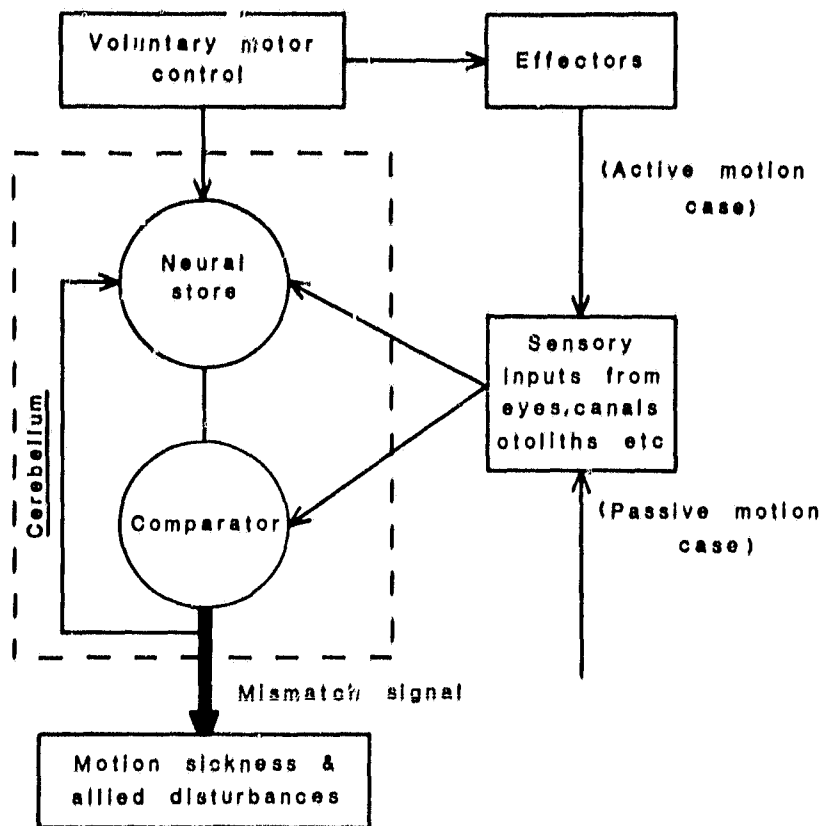 Voluntary motor
control
Effectors
(Active motion
case)
Neural
store
Sensory
inputs from
eyes,canals
otoliths etc
Cerebellum
Comparator
(Passive motion
case)
Mismatch signal
Motion sickness &
allied disturbances